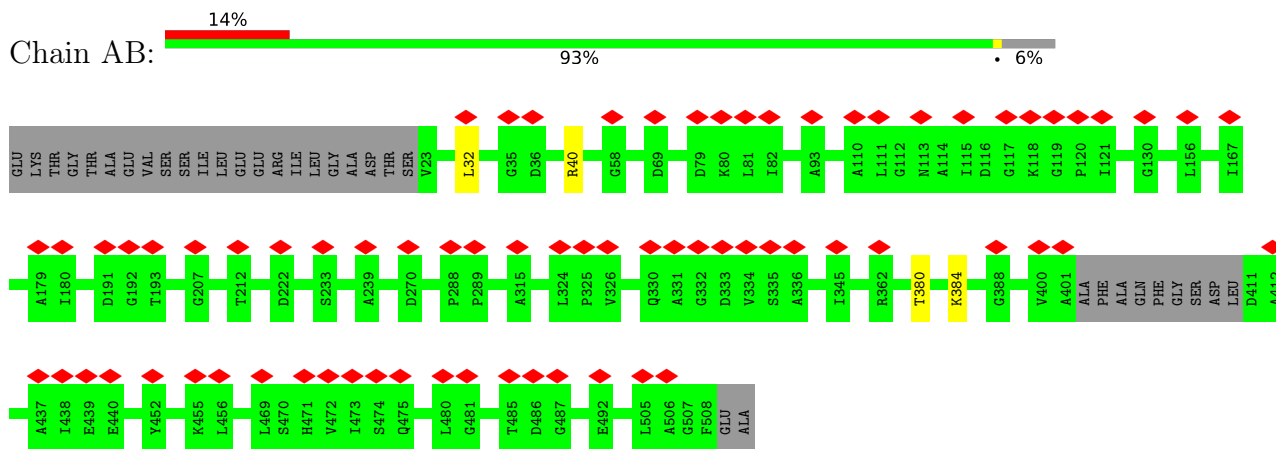 14%
Chain AB:
93% • 6%
GLU LYS THR GLY THR ALA GLU VAL SER SER ILE LEU GLU GLU ARG ILE LEU GLY ALA ASP THR SER V23 L32 G35 D36 R40 G58 D69 D79 K80 L81 I82 A93 A110 L111 G112 N113 A114 I115 D116 G117 K118 G119 P120 I121 G130 L156 I167
A179 I180 D191 G192 T193 G207 T212 D222 S233 A239 D270 P288 P289 A315 L324 P325 V326 Q330 A331 G332 D333 V334 S335 A336 I345 R362 T380 K384 G388 V400 A401 ALA PHE ALA GLN PHE GLY SER ASP LEU D411 A412
A437 I438 E439 E440 Y452 K455 L456 L469 S470 H471 V472 I473 S474 Q475 L480 G481 T485 D486 G487 E492 L505 A506 G507 F508 GLU ALA